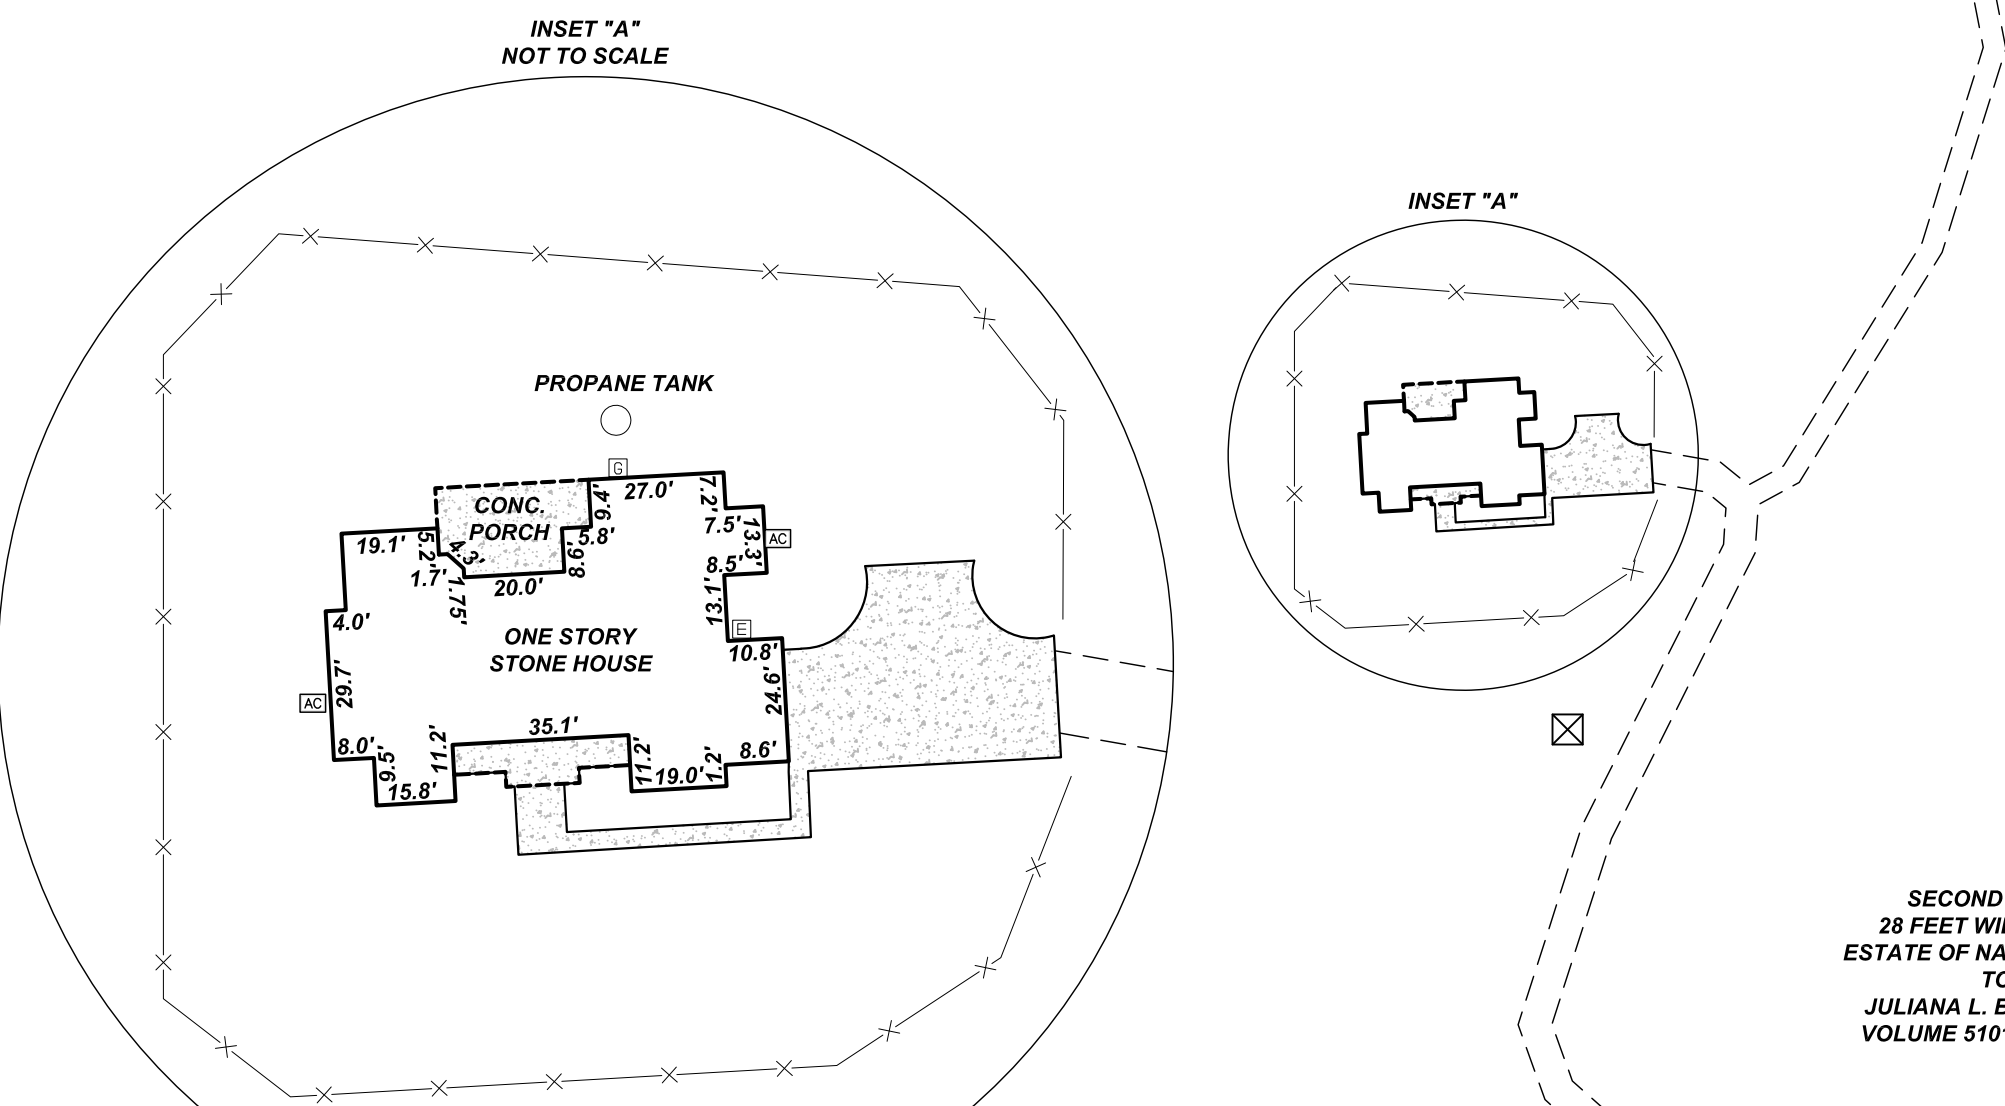 INSET "A"
NOT TO SCALE
INSET "A"
PROPANE TANK
G
27.0'
7.2'
9.4'
CONC.
PORCH
5.8'
7.5'
13.3'
AC
19.1'
5.2'
4.3'
8.6'
8.5'
1.7'
1.75'
20.0'
13.1'
4.0'
E
ONE STORY
STONE HOUSE
10.8'
29.7'
24.6'
AC
35.1'
8.0'
9.5'
11.2'
11.2'
19.0'
1.2'
8.6'
15.8'
SECOND
28 FEET WI
ESTATE OF NA
TO
JULIANA L.
VOLUME 510